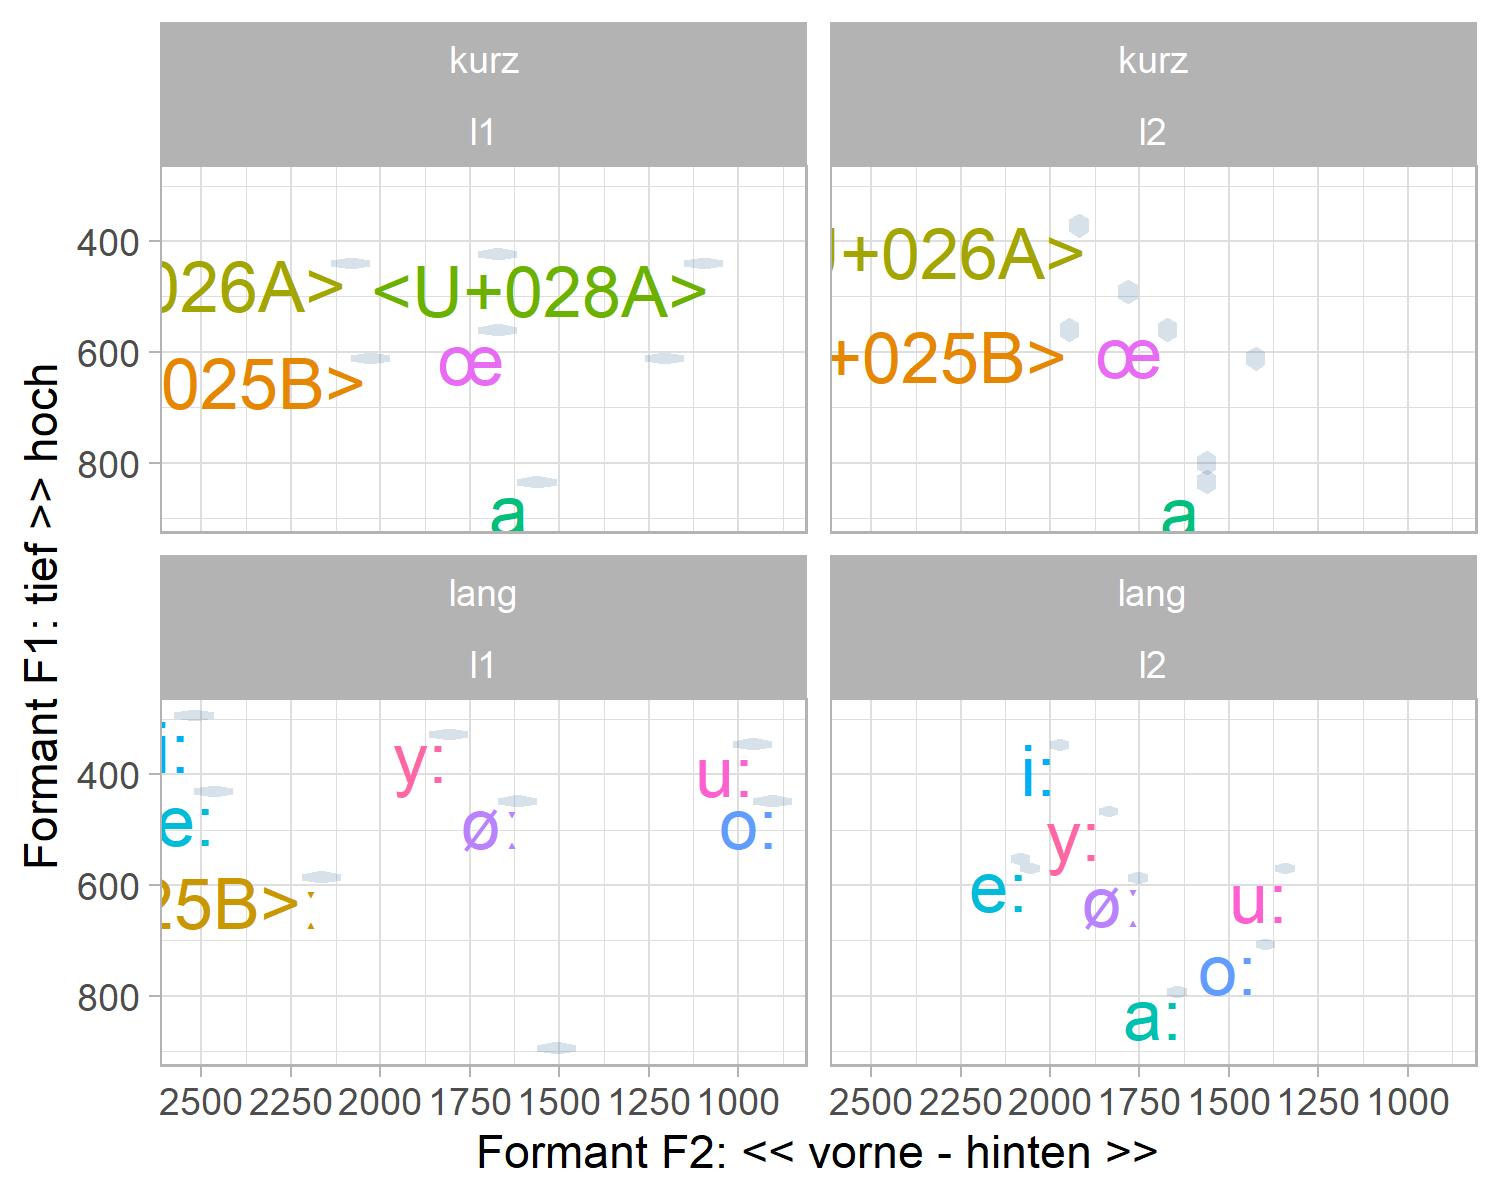 kurz
l1
kurz
l2
Formant F1: tief >> hoch
400
600
800
026A>
<U+028A>
œ
025B>
a
+026A>
+025B>
œ
a
lang
l1
lang
l2
400
600
800
i:
e:
25B>:
y:
ø:
u:
o:
i:
y:
e:
ø:
u:
o:
a:
2500 2250 2000 1750 1500 1250 1000
2500 2250 2000 1750 1500 1250 1000
Formant F2: << vorne - hinten >>